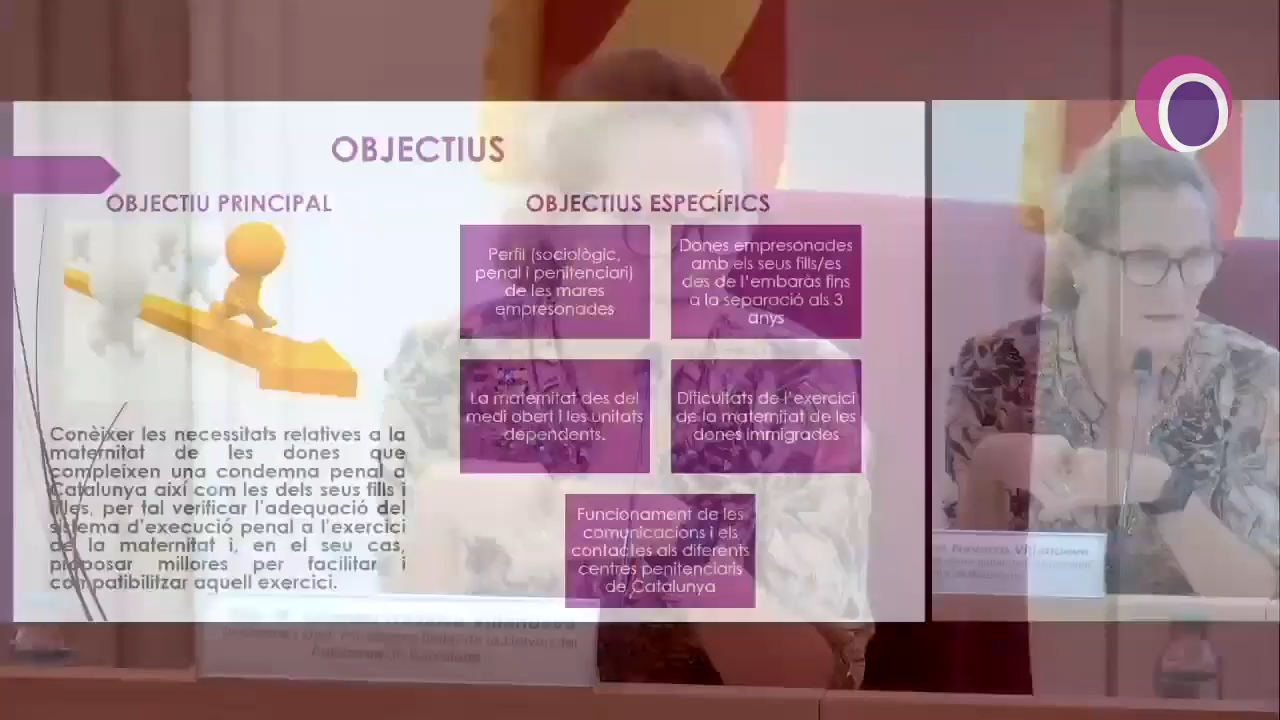 OBJECTIUS
OBJECTIU PRINCIPAL
Conèixer les necessitats relatives a la
maternitat de les dones que
compleixen una condemna penal a
Catalunya així com les dels seus fills i
filles, per tal verificar l'adequació del
sistema d'execució penal a l'exercici
de la maternitat i, en el seu cas,
proposar millores per facilitar i
compatibilitzar aquell exercici.
OBJECTIUS ESPECÍFICS
Perfil (sociològic,
penal i penitenciari)
de les mares
empresonades
Dones empresonades
amb els seus fills/es
des de l'embaràs fins
a la separació als 3
anys
La maternitat des del
medi obert i les unitats
dependents.
Dificultats de l'exercici
de la maternitat de les
dones immigrades
Funcionament de les
comunicacions i els
contactes als diferents
centres penitenciaris
de Catalunya
Navarro Villanueva